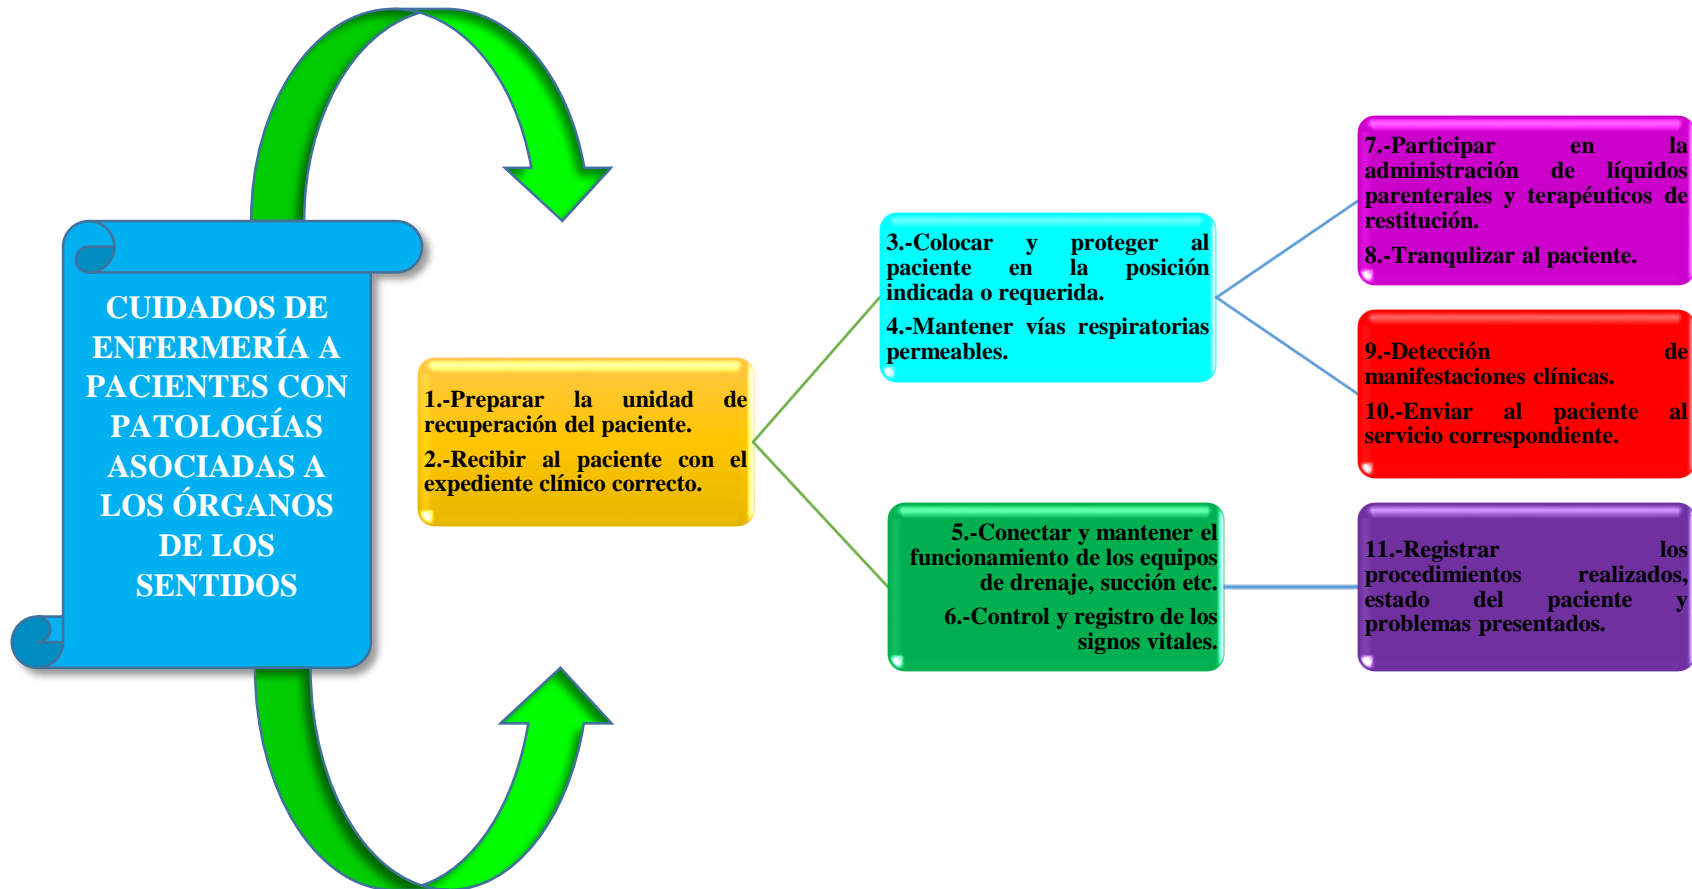 CUIDADOS DE
ENFERMERÍA A
PACIENTES CON
PATOLOGÍAS
ASOCIADAS A
LOS ÓRGANOS
DE LOS
SENTIDOS
1.-Preparar la unidad de
recuperación del paciente.
2.-Recibir al paciente con el
expediente clínico correcto.
3.-Colocar y proteger al
paciente en la posición
indicada o requerida.
4.-Mantener vías respiratorias
permeables.
5.-Conectar y mantener el
funcionamiento de los equipos
de drenaje, succión etc.
6.-Control y registro de los
signos vitales.
7.-Participar en la
administración de líquidos
parenterales y terapéuticos de
restitución.
8.-Tranqulizar al paciente.
9.-Detección de
manifestaciones clínicas.
10.-Enviar al paciente al
servicio correspondiente.
11.-Registrar los
procedimientos realizados,
estado del paciente y
problemas presentados.